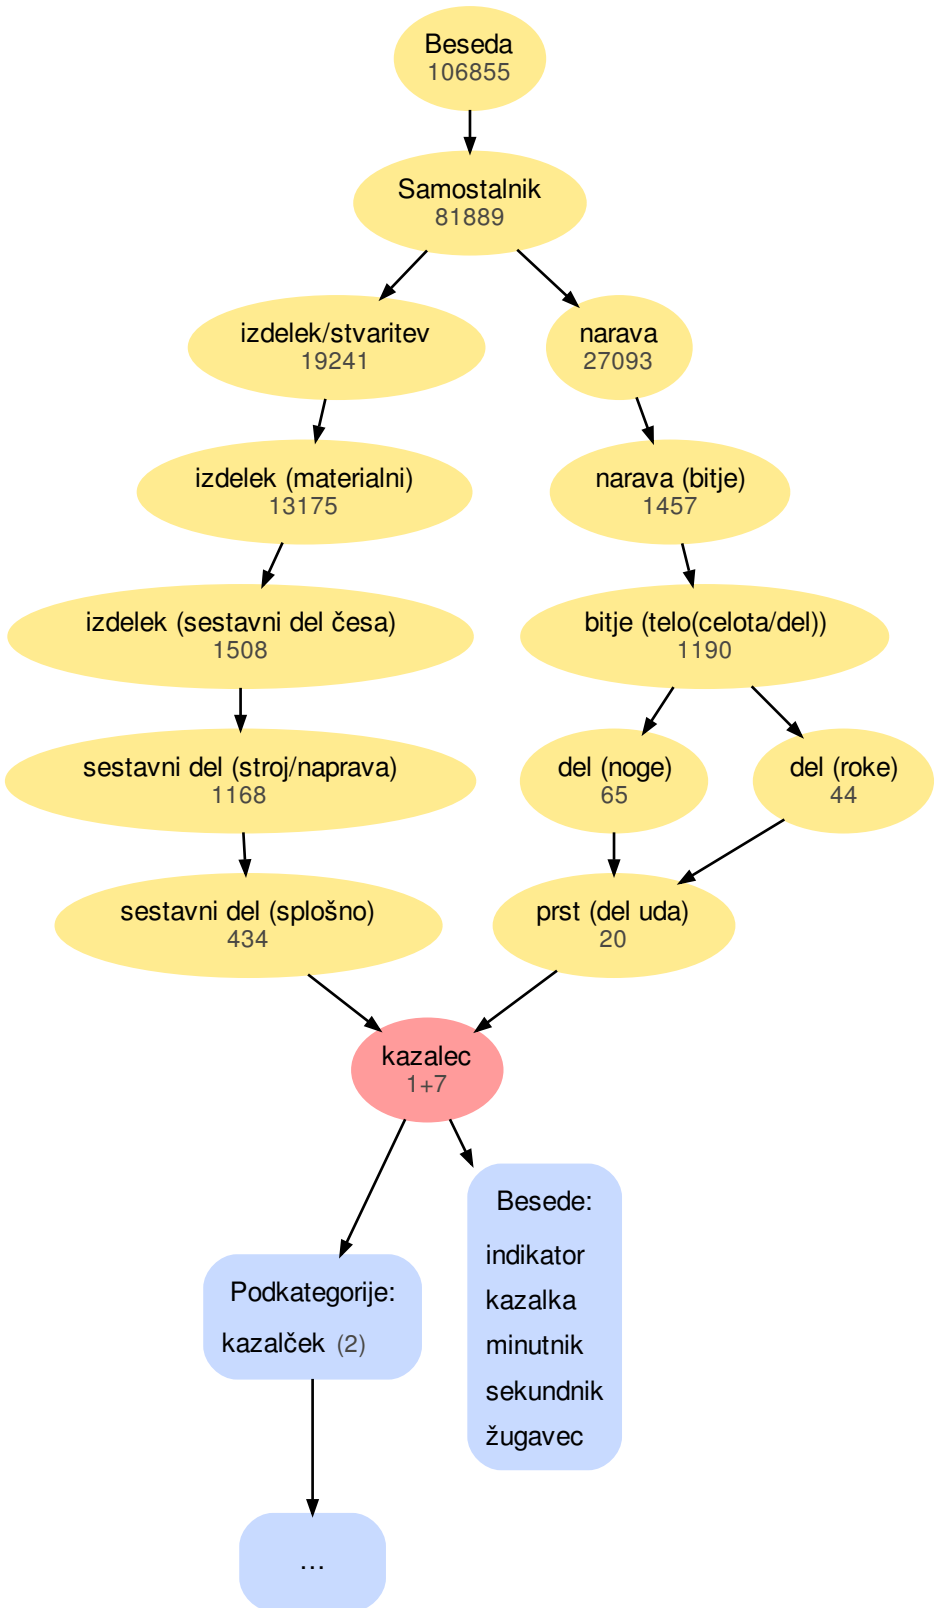 Beseda
106855
Samostalnik
81889
izdelek/stvaritev
19241
narava
27093
izdelek (materialni)
13175
narava (bitje)
1457
izdelek (sestavni del česa)
1508
bitje (telo(celota/del))
1190
sestavni del (stroj/naprava)
1168
del (noge)
65
del (roke)
44
sestavni del (splošno)
434
prst (del uda)
20
kazalec
1+7
Besede:
indikator
kazalka
minutnik
sekundnik
žugavec
Podkategorije:
kazalček (2)
...